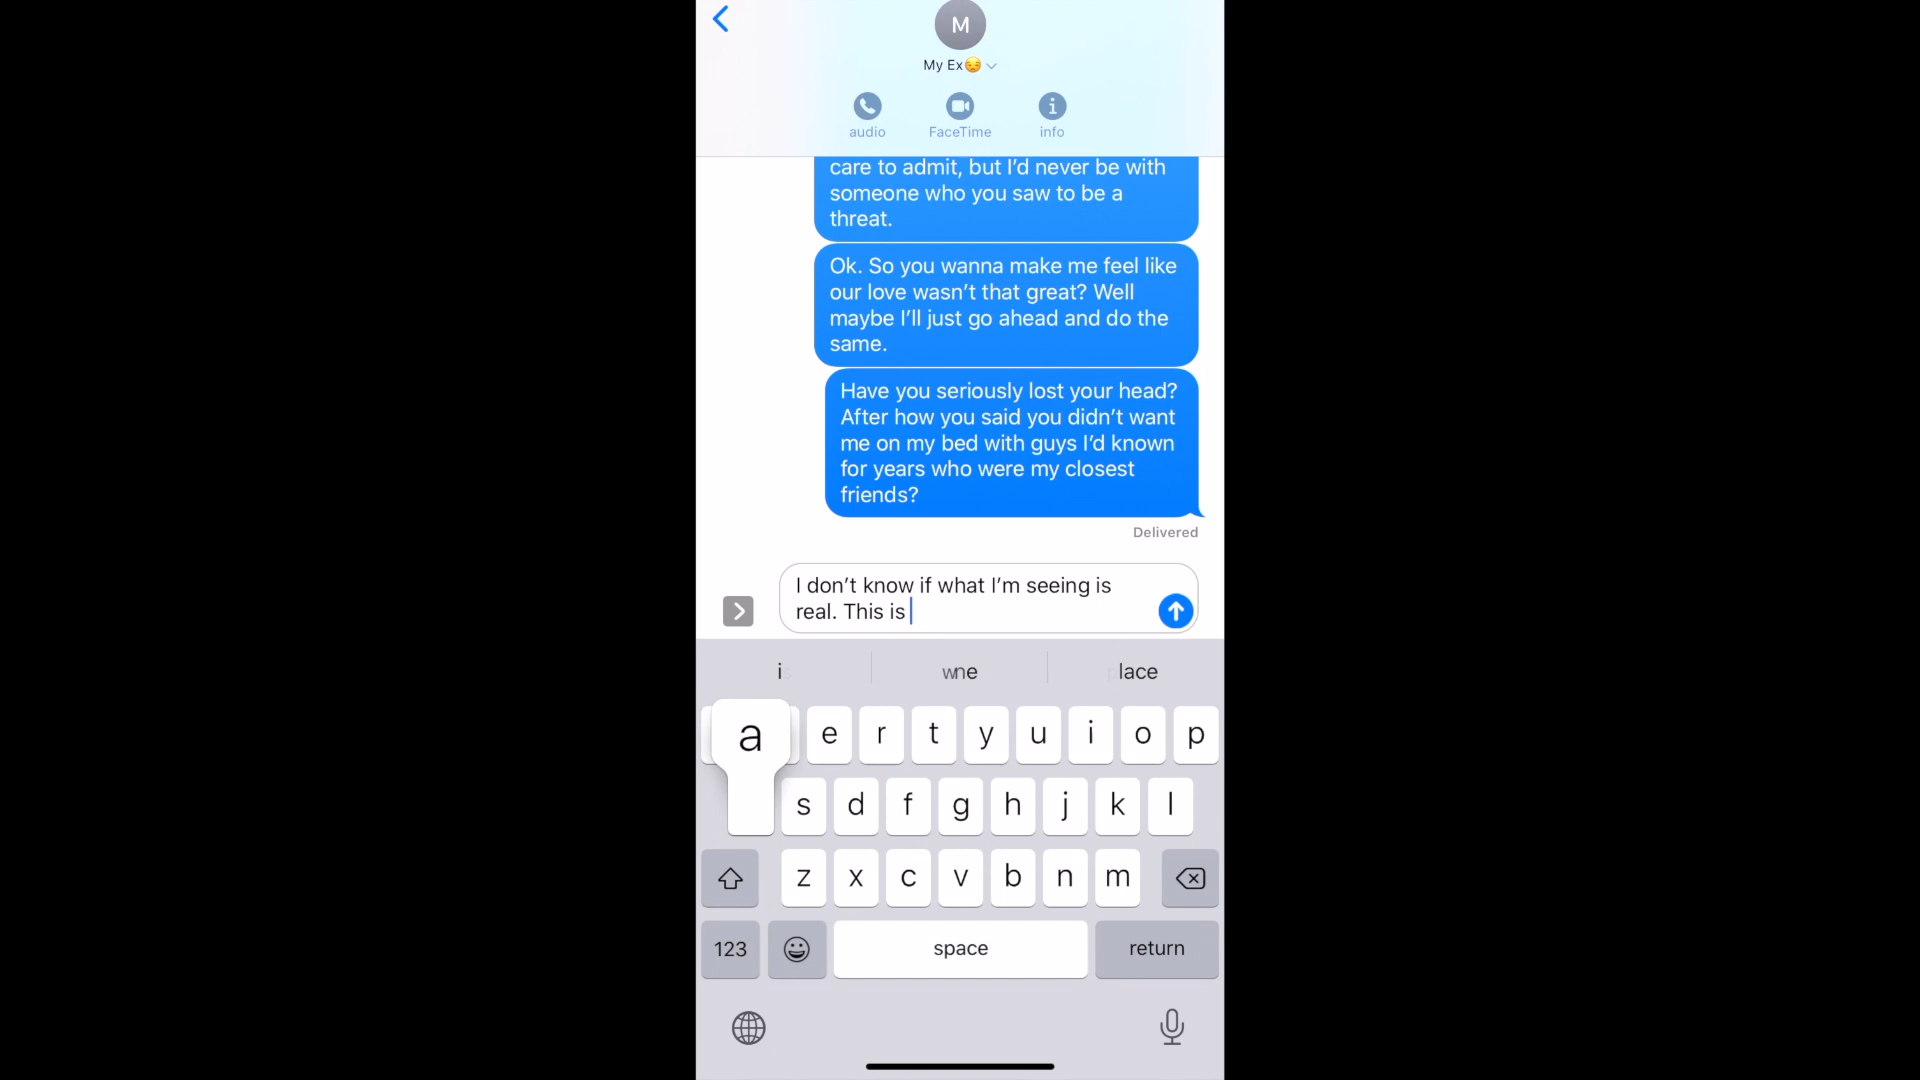 M
My Ex😔
audio FaceTime info
care to admit, but I’d never be with
someone who you saw to be a
threat.
Ok. So you wanna make me feel like
our love wasn’t that great? Well
maybe I’ll just go ahead and do the
same.
Have you seriously lost your head?
After how you said you didn’t want
me on my bed with guys I’d known
for years who were my closest
friends?
Delivered
I don’t know if what I’m seeing is
real. This is
a e r t y u i o p
s d f g h j k l
z x c v b n m
123 space return